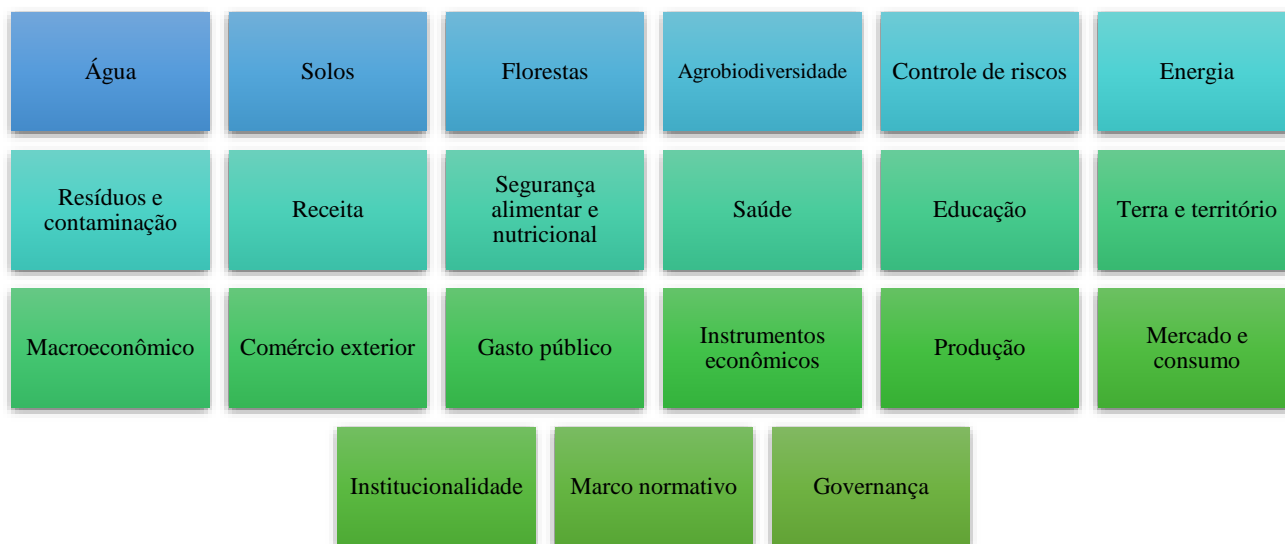 Água
Solos
Florestas
Agrobiodiversidade
Controle de riscos
Energia
Resíduos e
contaminação
Receita
Segurança
alimentar e
nutricional
Saúde
Educação
Terra e território
Macroeconômico
Comércio exterior
Gasto público
Instrumentos
econômicos
Produção
Mercado e
consumo
Institucionalidade
Marco normativo
Governança